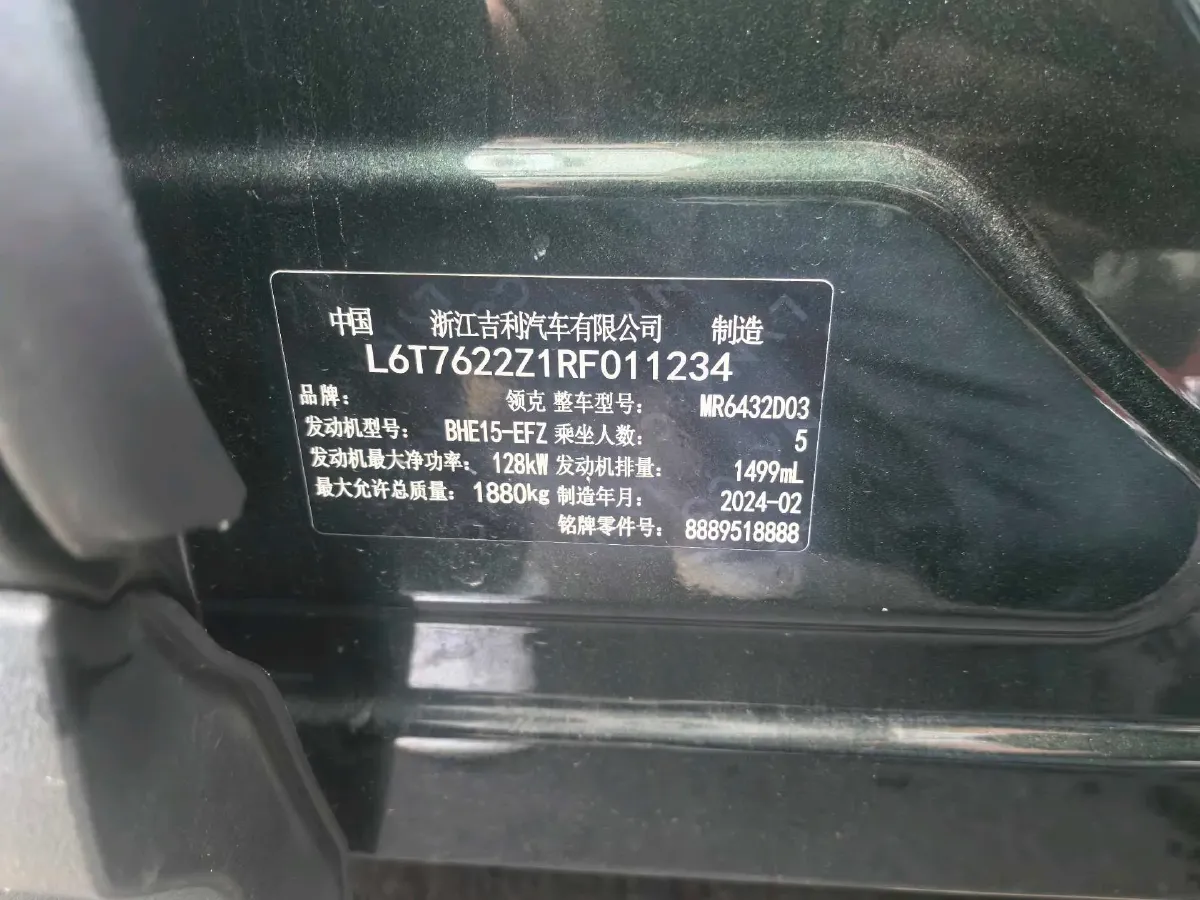 中国 浙江吉利汽车有限公司 制造
L6T7622Z1RF011234
品牌： 领克 整车型号： MR6432D03
发动机型号： BHE15-EFZ 乘坐人数： 5
发动机最大净功率： 128kW 发动机排量： 1499mL
最大允许总质量： 1880kg 制造年月： 2024-02
铭牌零件号： 8889518888